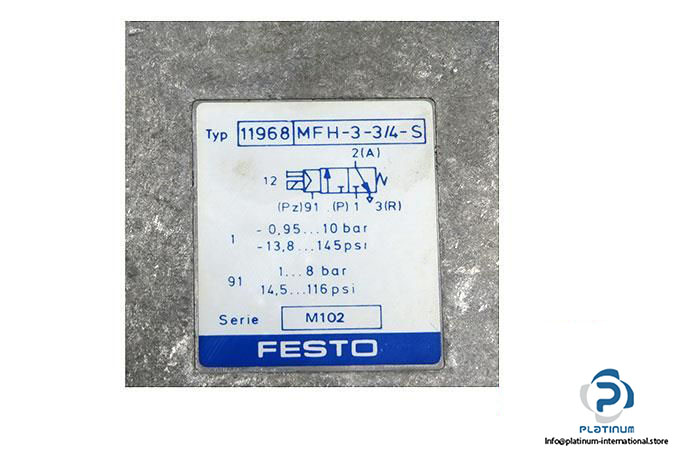 Typ 11968 MFH-3-3/4-S
2(A)
12
(Pz)91 .(P) 1 3(R)
1 - 0,95...10 bar
-13,8...145psi
91 1...8 bar
14,5...116psi
Serie M102
FESTO
PLATINUM
info@platinum-international.store